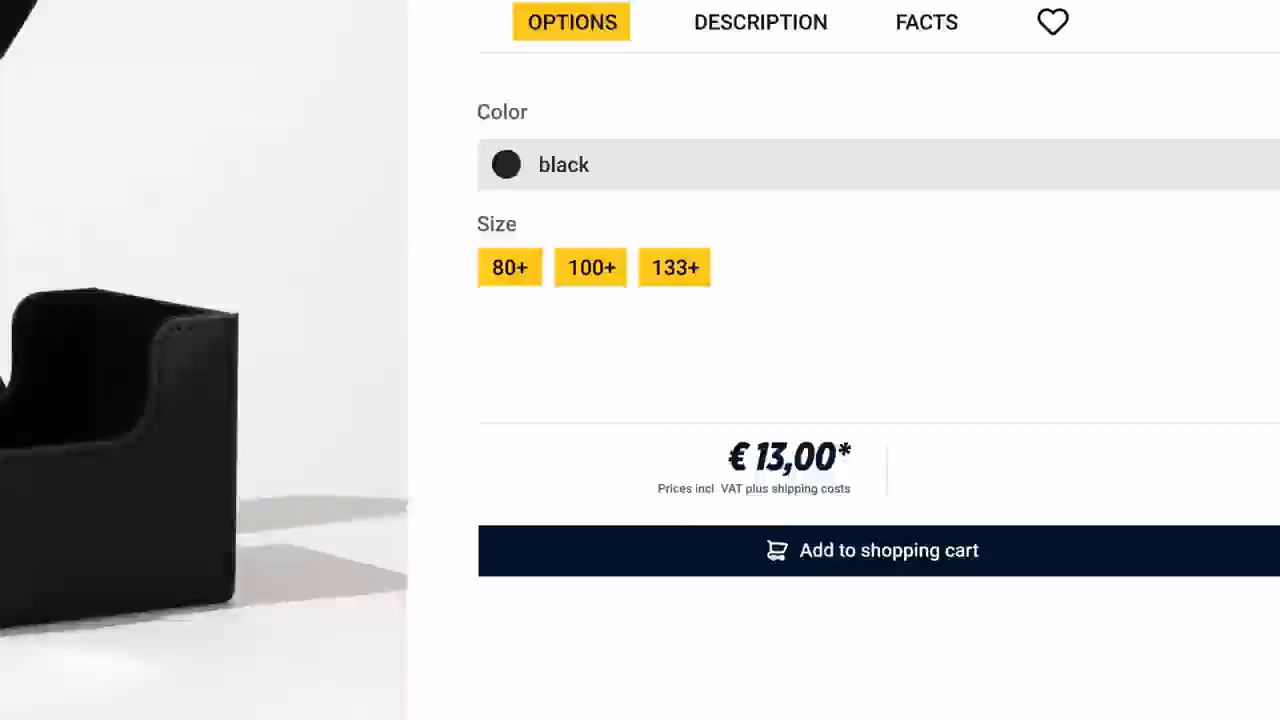 OPTIONS DESCRIPTION FACTS
Color
black
Size
80+ 100+ 133+
€ 13,00*
Prices incl. VAT plus shipping costs
Add to shopping cart